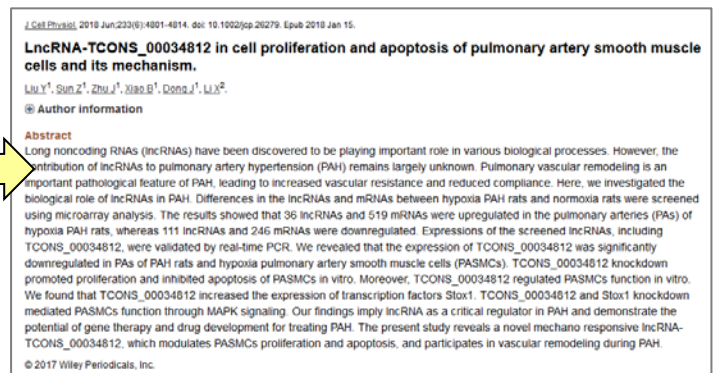 J Cell Physiol. 2018 Jun;233(6):4801-4814. doi: 10.1002/jcp.26279. Epub 2018 Jan 15.
LncRNA-TCONS_00034812 in cell proliferation and apoptosis of pulmonary artery smooth muscle
cells and its mechanism.
Liu Y1, Sun Z1, Zhu J1, Xiao B1, Dong J1, Li X2.
Author information
Abstract
Long noncoding RNAs (lncRNAs) have been discovered to be playing important role in various biological processes. However, the
contribution of lncRNAs to pulmonary artery hypertension (PAH) remains largely unknown. Pulmonary vascular remodeling is an
important pathological feature of PAH, leading to increased vascular resistance and reduced compliance. Here, we investigated the
biological role of lncRNAs in PAH. Differences in the lncRNAs and mRNAs between hypoxia PAH rats and normoxia rats were screened
using microarray analysis. The results showed that 36 lncRNAs and 519 mRNAs were upregulated in the pulmonary arteries (PAs) of
hypoxia PAH rats, whereas 111 lncRNAs and 246 mRNAs were downregulated. Expressions of the screened lncRNAs, including
TCONS_00034812, were validated by real-time PCR. We revealed that the expression of TCONS_00034812 was significantly
downregulated in PAs of PAH rats and hypoxia pulmonary artery smooth muscle cells (PASMCs). TCONS_00034812 knockdown
promoted proliferation and inhibited apoptosis of PASMCs in vitro. Moreover, TCONS_00034812 regulated PASMCs function in vitro.
We found that TCONS_00034812 increased the expression of transcription factors Stox1. TCONS_00034812 and Stox1 knockdown
mediated PASMCs function through MAPK signaling. Our findings imply lncRNA as a critical regulator in PAH and demonstrate the
potential of gene therapy and drug development for treating PAH. The present study reveals a novel mechano responsive lncRNA-
TCONS_00034812, which modulates PASMCs proliferation and apoptosis, and participates in vascular remodeling during PAH.
© 2017 Wiley Periodicals, Inc.